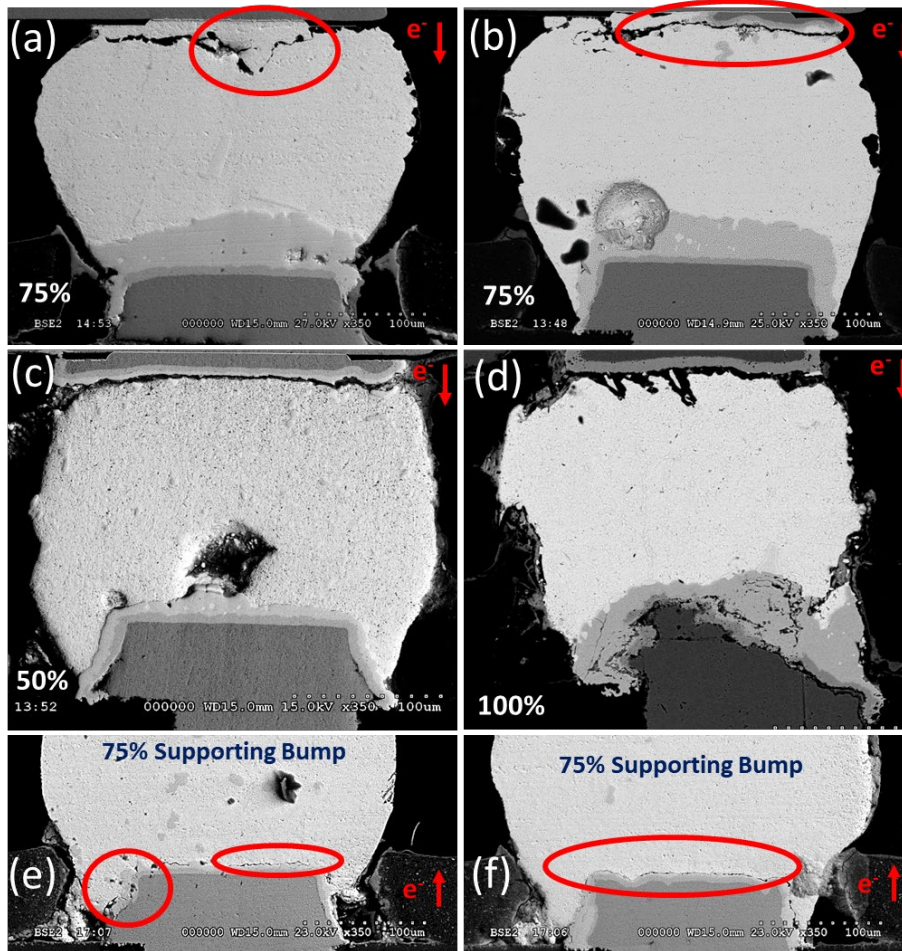 (a)
e⁻
75%
BSE2 14:53 000000 WD15.0mm 27.0kV x350 100um
(b)
e⁻
75%
BSE2 13:48 000000 WD14.9mm 25.0kV x350 100um
(c)
e⁻
50%
13:52 000000 WD15.0mm 15.0kV x350 100um
(d)
e⁻
100%
75% Supporting Bump
(e)
e⁻
BSE2 17:07 000000 WD15.0mm 23.0kV x350 100um
75% Supporting Bump
(f)
e⁻
BSE2 17:06 000000 WD15.0mm 23.0kV x350 100um